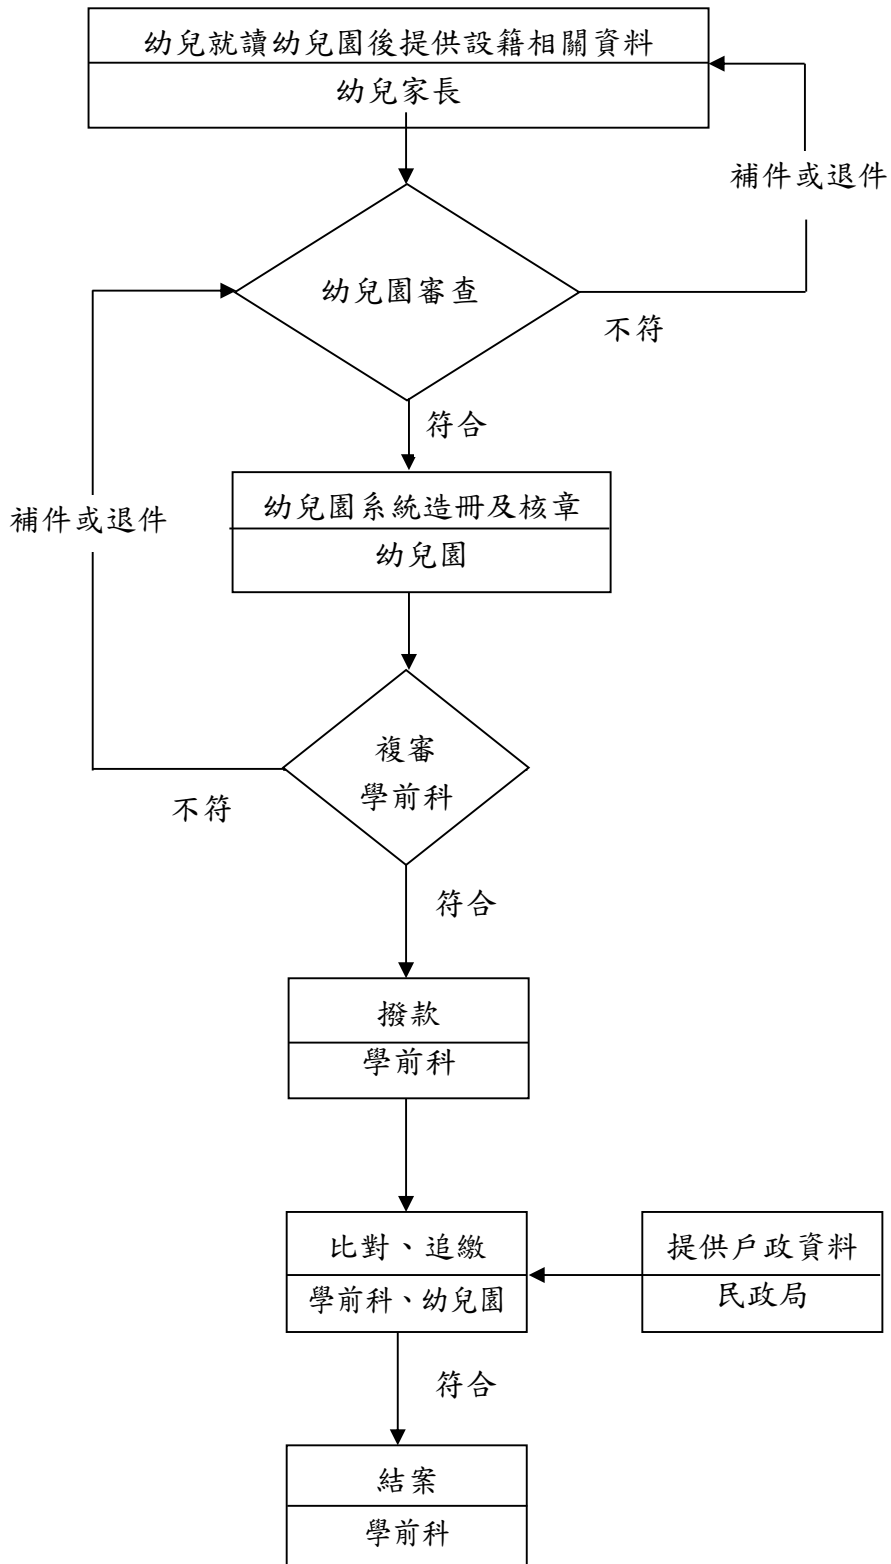 幼兒就讀幼兒園後提供設籍相關資料
幼兒家長
補件或退件
幼兒園審查
不符
符合
幼兒園系統造冊及核章
幼兒園
補件或退件
複審
學前科
不符
符合
撥款
學前科
比對、追繳
學前科、幼兒園
提供戶政資料
民政局
符合
結案
學前科